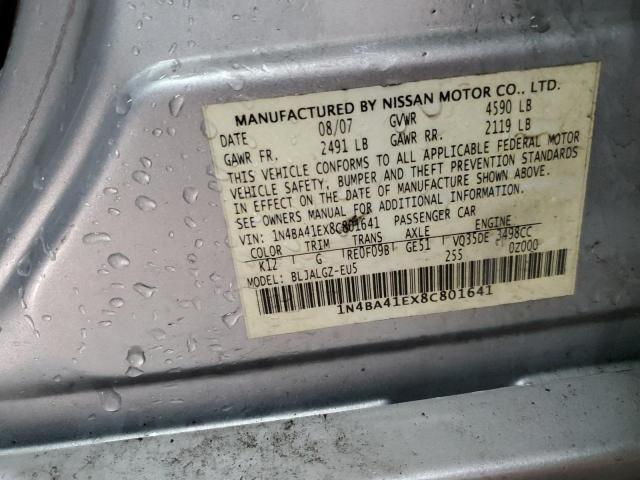 MANUFACTURED BY NISSAN MOTOR CO., LTD.
DATE 08/07 GVWR 4590 LB
GAWR FR. 2491 LB GAWR RR. 2119 LB
THIS VEHICLE CONFORMS TO ALL APPLICABLE FEDERAL MOTOR
VEHICLE SAFETY, BUMPER AND THEFT PREVENTION STANDARDS
IN EFFECT ON THE DATE OF MANUFACTURE SHOWN ABOVE.
SEE OWNERS MANUAL FOR ADDITIONAL INFORMATION.
VIN: 1N4BA41EX8C801641 PASSENGER CAR
COLOR TRIM TRANS AXLE ENGINE
K12 G RE0F09B GE51 VQ35DE 3498CC
MODEL: BLJALGZ-EU5 255 0Z000
1N4BA41EX8C801641